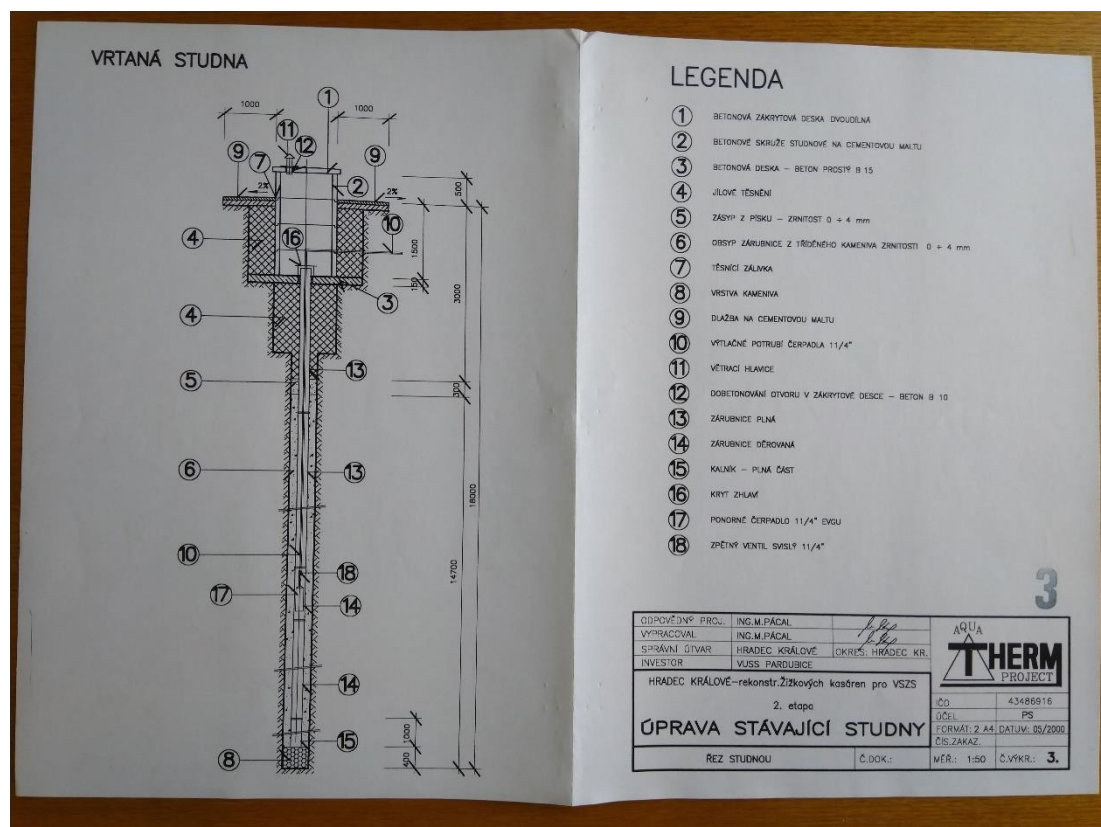 VRTANÁ STUDNA
1000
1
1000
11
12
9
7
9
2%
2
2%
500
10
4
16
1500
150
3
3000
4
5
13
300
6
13
18000
10
18
14700
17
14
14
15
1000
8
400
LEGENDA
1 BETONOVÁ ZÁKRYTOVÁ DESKA DVOUDÍLNÁ
2 BETONOVÉ SKRUŽE STUDNOVÉ NA CEMENTOVOU MALTU
3 BETONOVÁ DESKA - BETON PROSTÝ B 15
4 JÍLOVÉ TĚSNĚNÍ
5 ZÁSYP Z PÍSKU - ZRNITOST 0 ÷ 4 mm
6 OBSYP ZÁRUBNICE Z TŘÍDĚNÉHO KAMENIVA ZRNITOSTI 0 ÷ 4 mm
7 TĚSNÍCÍ ZÁLIVKA
8 VRSTVA KAMENIVA
9 DLAŽBA NA CEMENTOVOU MALTU
10 VÝTLAČNÉ POTRUBÍ ČERPADLA 11/4"
11 VĚTRACÍ HLAVICE
12 DOBETONOVÁNÍ OTVORU V ZÁKRYTOVÉ DESCE - BETON B 10
13 ZÁRUBNICE PLNÁ
14 ZÁRUBNICE DĚROVANÁ
15 KALNÍK - PLNÁ ČÁST
16 KRYT ZHLAVÍ
17 PONORNÉ ČERPADLO 11/4" EVGU
18 ZPĚTNÝ VENTIL SVISLÝ 11/4"
3
ODPOVĚDNÝ PROJ. ING.M.PÁCAL
VYPRACOVAL ING.M.PÁCAL
SPRÁVNÍ ÚTVAR HRADEC KRÁLOVÉ OKRES: HRADEC KR.
INVESTOR VUSS PARDUBICE
AQUA
THERM
PROJECT
HRADEC KRÁLOVÉ-rekonstr.Žižkových kasáren pro VSZS
2. etapa
ÚPRAVA STÁVAJÍCÍ STUDNY
IČO 43486916
ÚČEL PS
FORMÁT: 2 A4 DATUM: 05/2000
ČIS.ZAKAZ.
ŘEZ STUDNOU Č.DOK.: MĚŘ.: 1:50 Č.VÝKR.: 3.